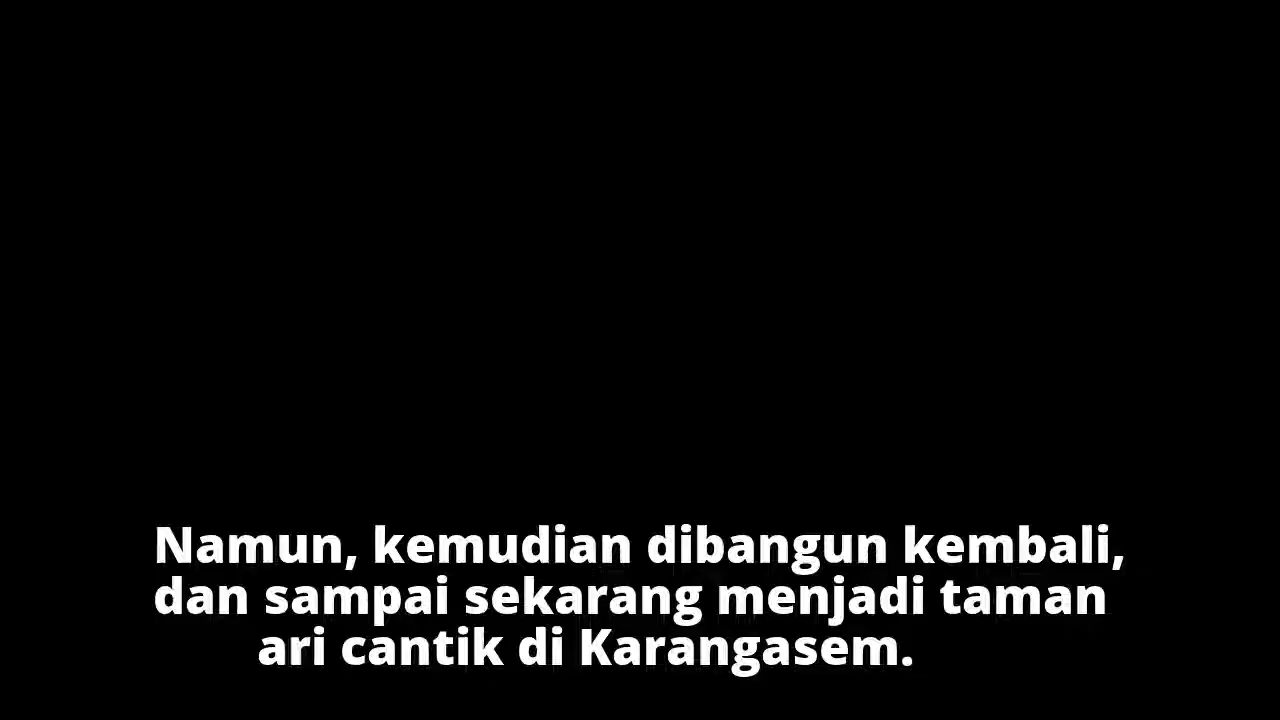 Namun, kemudian dibangun kembali,
dan sampai sekarang menjadi taman
ari cantik di Karangasem.